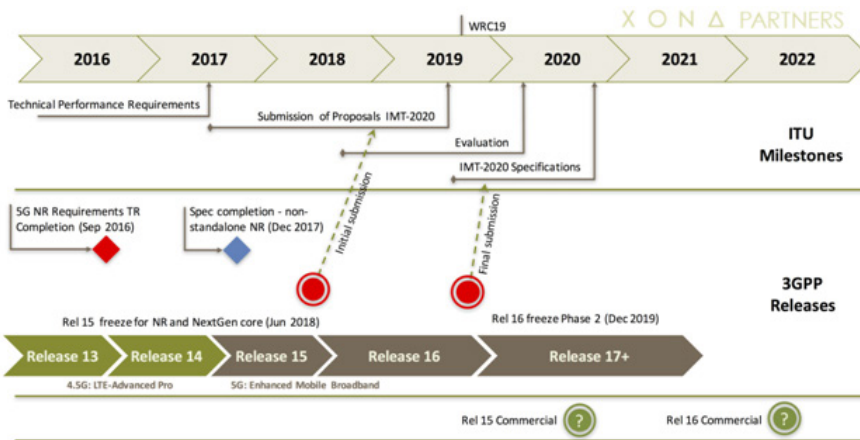 XONA PARTNERS
WRC19
2016
2017
2018
2019
2020
2021
2022
Technical Performance Requirements
Submission of Proposals IMT-2020
Evaluation
IMT-2020 Specifications
ITU
Milestones
5G NR Requirements TR
Completion (Sep 2016)
Spec completion - non-
standalone NR (Dec 2017)
Initial submission
Final submission
3GPP
Releases
Rel 15 freeze for NR and NextGen core (Jun 2018)
Rel 16 freeze Phase 2 (Dec 2019)
Release 13
Release 14
Release 15
Release 16
Release 17+
4.5G: LTE-Advanced Pro
5G: Enhanced Mobile Broadband
Rel 15 Commercial
?
Rel 16 Commercial
?